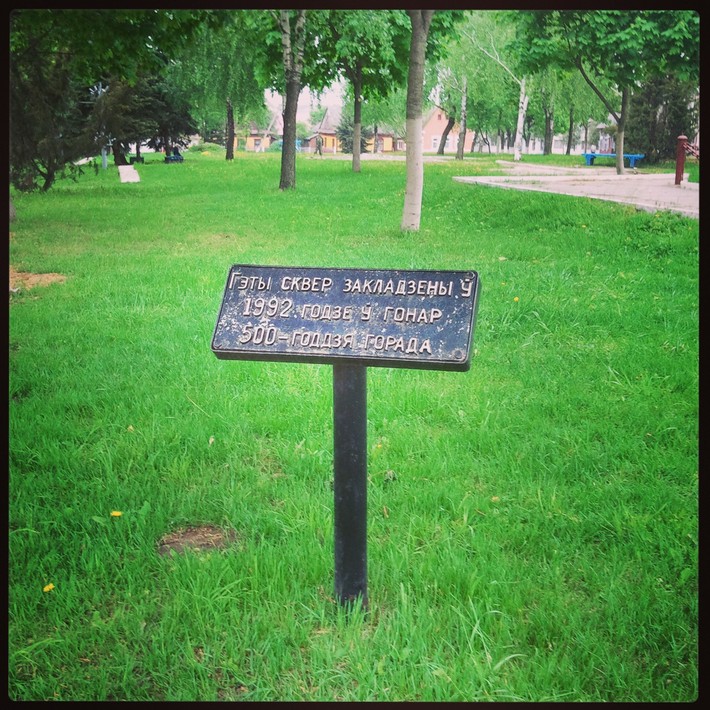 Гэты сквер закладзены ў
1992 годзе ў гонар
500-годдзя горада